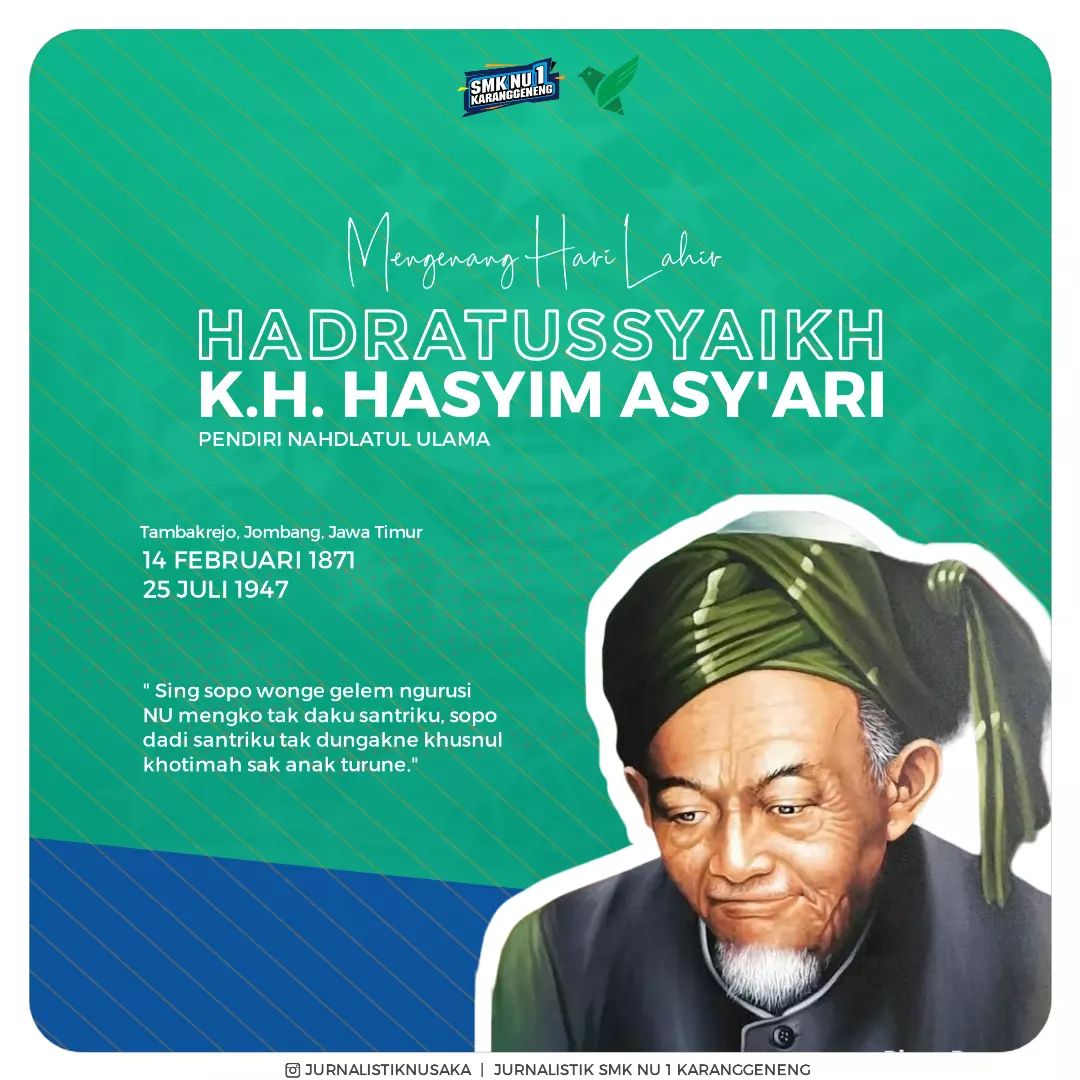 SMK NU 1
KARANGGENENG
Mengenang Hari Lahir
HADRATUSSYAIKH
K.H. HASYIM ASY'ARI
PENDIRI NAHDLATUL ULAMA
Tambakrejo, Jombang, Jawa Timur
14 FEBRUARI 1871
25 JULI 1947
" Sing sopo wonge gelem ngurusi
NU mengko tak daku santriku, sopo
dadi santriku tak dungakne khusnul
khotimah sak anak turune."
JURNALISTIKNUSAKA | JURNALISTIK SMK NU 1 KARANGGENENG